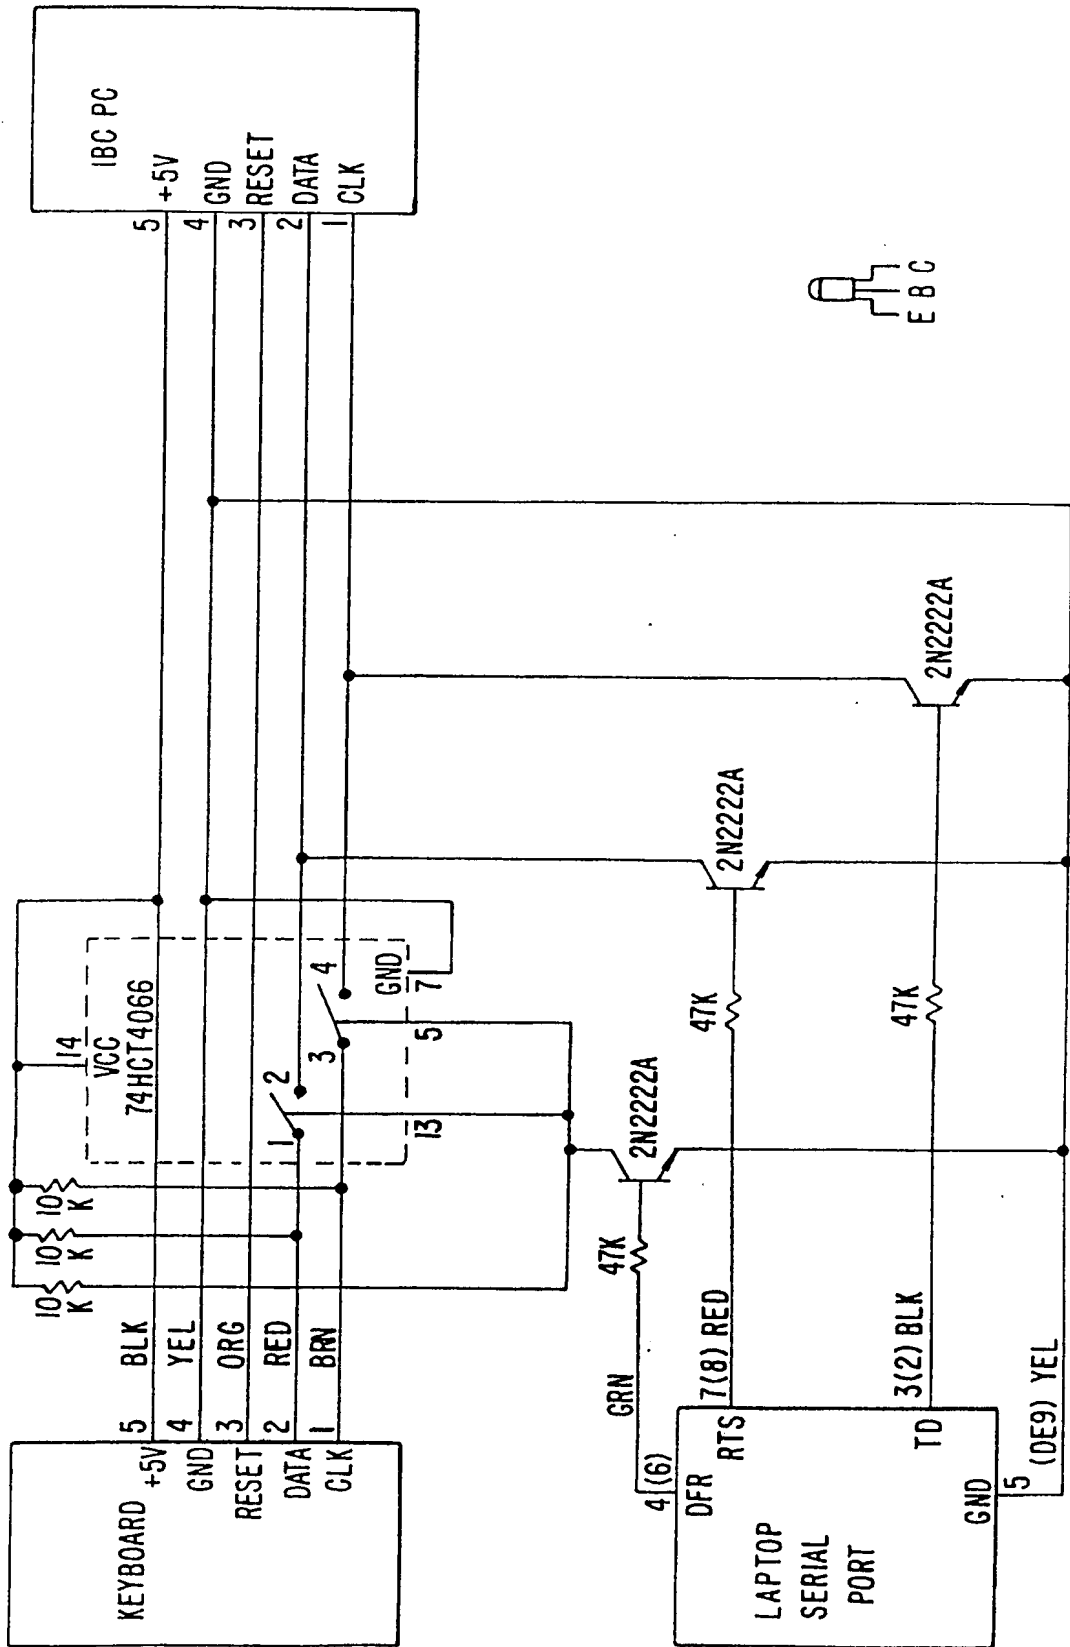 IBC PC
5 +5V
4 GND
3 RESET
2 DATA
1 CLK
E B C
KEYBOARD
+5V 5 BLK
GND 4 YEL
RESET 3 ORG
DATA 2 RED
CLK 1 BRN
10 K
10 K
10 K
14
VCC
74HCT4066
1 2
3 4
GND
7
13
5
2N2222A
2N2222A
2N2222A
47K
47K
47K
GRN
7(8) RED
3(2) BLK
4(6)
DFR
RTS
TD
GND
5
(DE9) YEL
LAPTOP
SERIAL
PORT